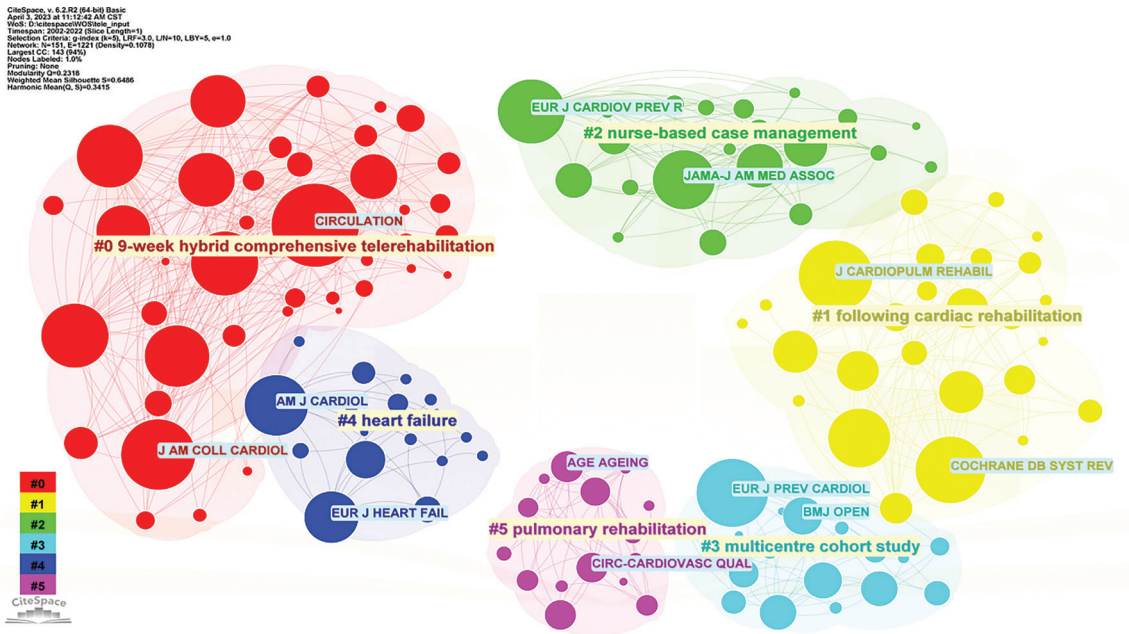 CiteSpace, v. 6.2.R2 (64-bit) Basic
April 3, 2023 at 11:12:42 AM CST
WoS: D:\citespace\WOS\tele_input
Timespan: 2002-2022 (Slice Length=1)
Selection Criteria: g-index (k=5), LRF=3.0, L/N=10, LBY=5, e=1.0
Network: N=151, E=1221 (Density=0.1078)
Largest CC: 143 (94%)
Nodes Labeled: 1.0%
Pruning: None
Modularity Q=0.2318
Weighted Mean Silhouette S=0.6486
Harmonic Mean(Q, S)=0.3415
EUR J CARDIOV PREV R
#2 nurse-based case management
JAMA-J AM MED ASSOC
CIRCULATION
#0 9-week hybrid comprehensive telerehabilitation
J CARDIOPULM REHABIL
#1 following cardiac rehabilitation
AM J CARDIOL
#4 heart failure
J AM COLL CARDIOL
EUR J HEART FAIL
COCHRANE DB SYST REV
AGE AGEING
#5 pulmonary rehabilitation
CIRC-CARDIOVASC QUAL
EUR J PREV CARDIOL
BMJ OPEN
#3 multicentre cohort study
#0
#1
#2
#3
#4
#5
CiteSpace